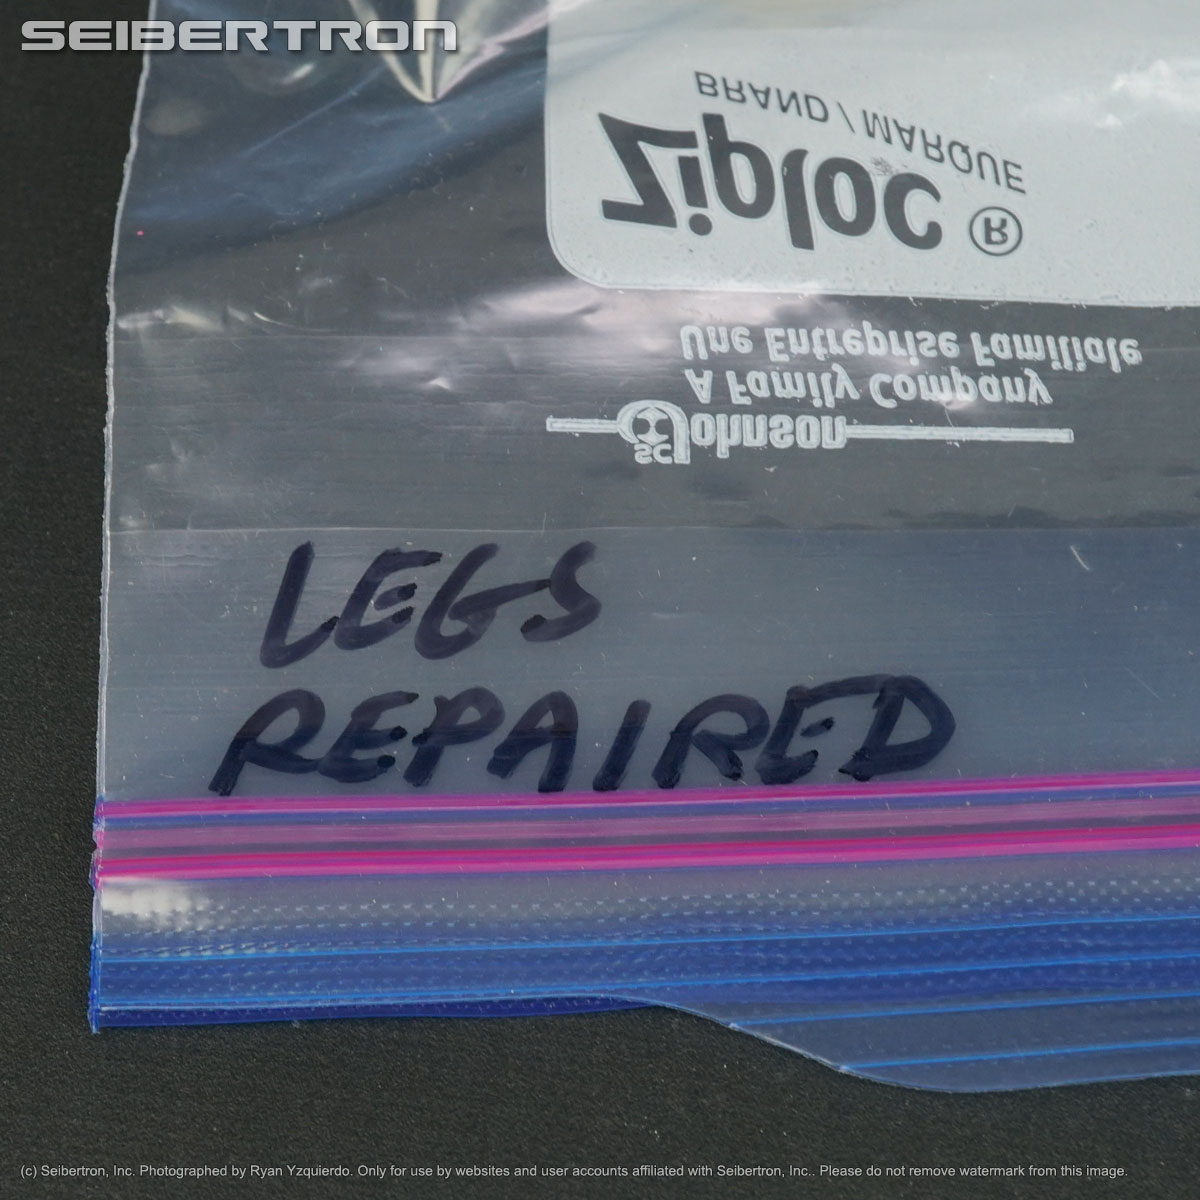 SEIBERTRON
BRAND / MARQUE
Ziploc ®
Une Entreprise Familiale
A Family Company
SC Johnson
LEGS
REPAIRED
(c) Seibertron, Inc. Photographed by Ryan Yzquierdo. Only for use by websites and user accounts affiliated with Seibertron, Inc.. Please do not remove watermark from this image.